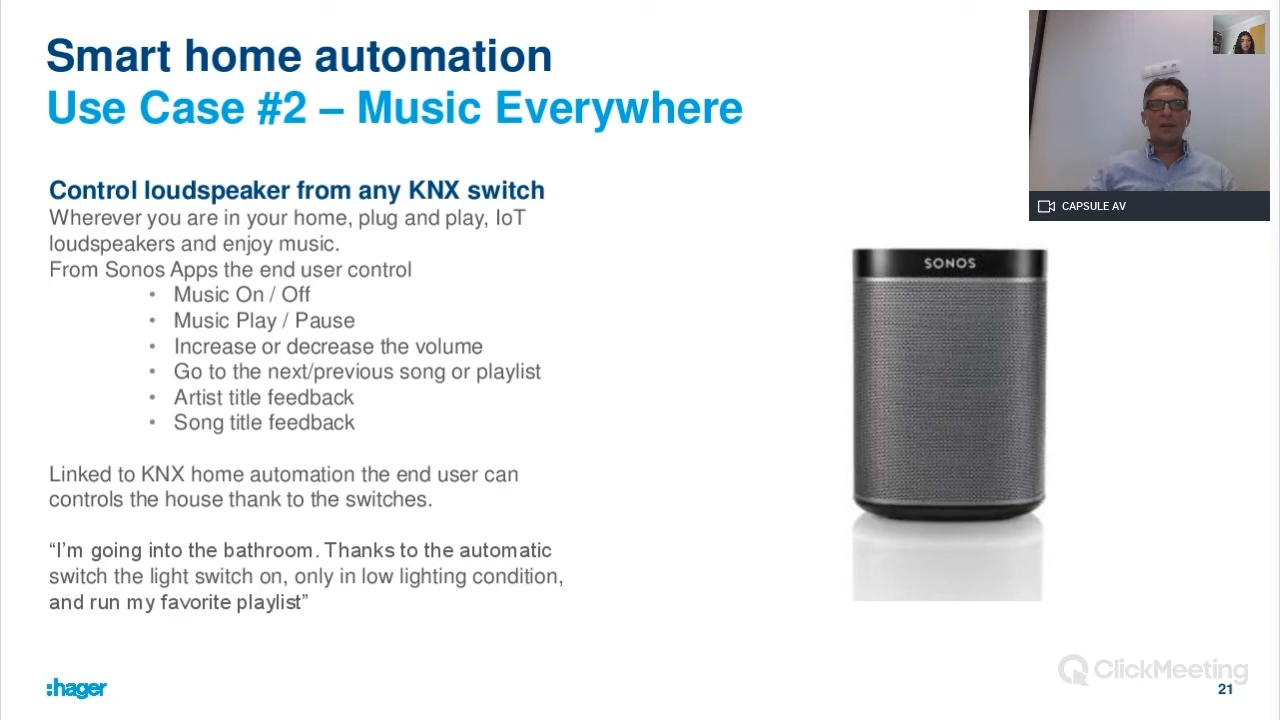 Smart home automation
Use Case #2 – Music Everywhere
CAPSULE AV
Control loudspeaker from any KNX switch
Wherever you are in your home, plug and play, IoT
loudspeakers and enjoy music.
From Sonos Apps the end user control
• Music On / Off
• Music Play / Pause
• Increase or decrease the volume
• Go to the next/previous song or playlist
• Artist title feedback
• Song title feedback
SONOS
Linked to KNX home automation the end user can
controls the house thank to the switches.
“I’m going into the bathroom. Thanks to the automatic
switch the light switch on, only in low lighting condition,
and run my favorite playlist”
:hager
ClickMeeting
21